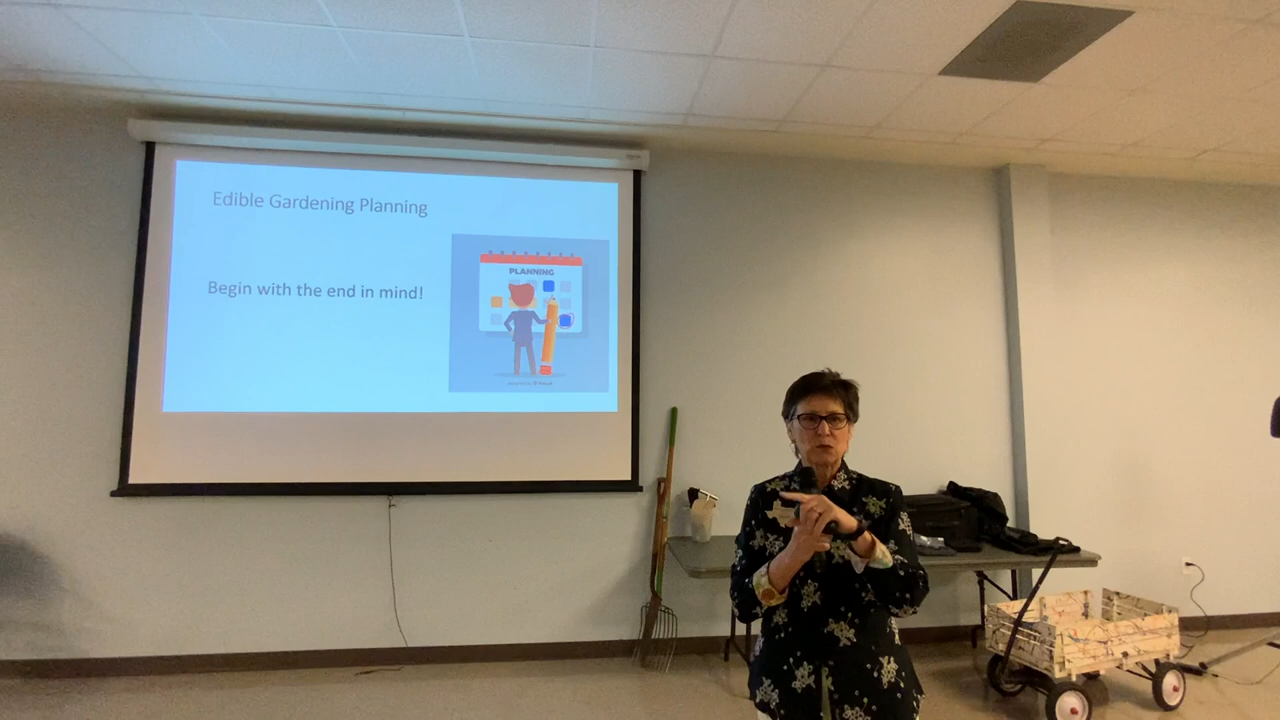 Edible Gardening Planning
Begin with the end in mind!
PLANNING